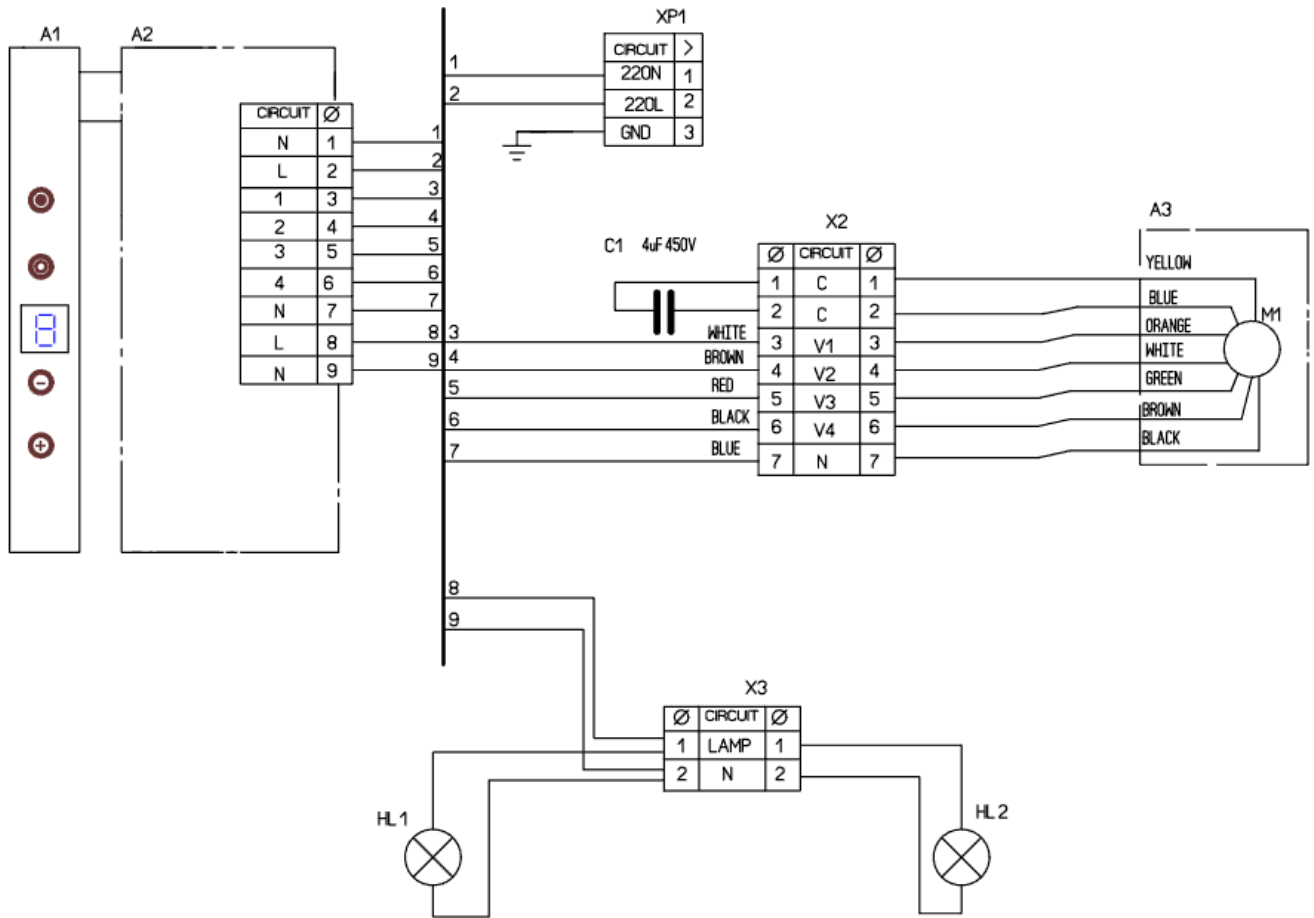 A1
A2
CIRCUIT Ø
N 1
L 2
1 3
2 4
3 5
4 6
N 7
L 8
N 9
1
2
3
4
5
6
7
8
9
1
2
3
4
5
6
7
8
9
XP1
CIRCUIT >
220N 1
220L 2
GND 3
C1 4uF 450V
WHITE
BROWN
RED
BLACK
BLUE
X2
Ø CIRCUIT Ø
1 C 1
2 C 2
3 V1 3
4 V2 4
5 V3 5
6 V4 6
7 N 7
A3
YELLOW
BLUE
ORANGE
WHITE
GREEN
BROWN
BLACK
M1
X3
Ø CIRCUIT Ø
1 LAMP 1
2 N 2
HL1
HL2
8